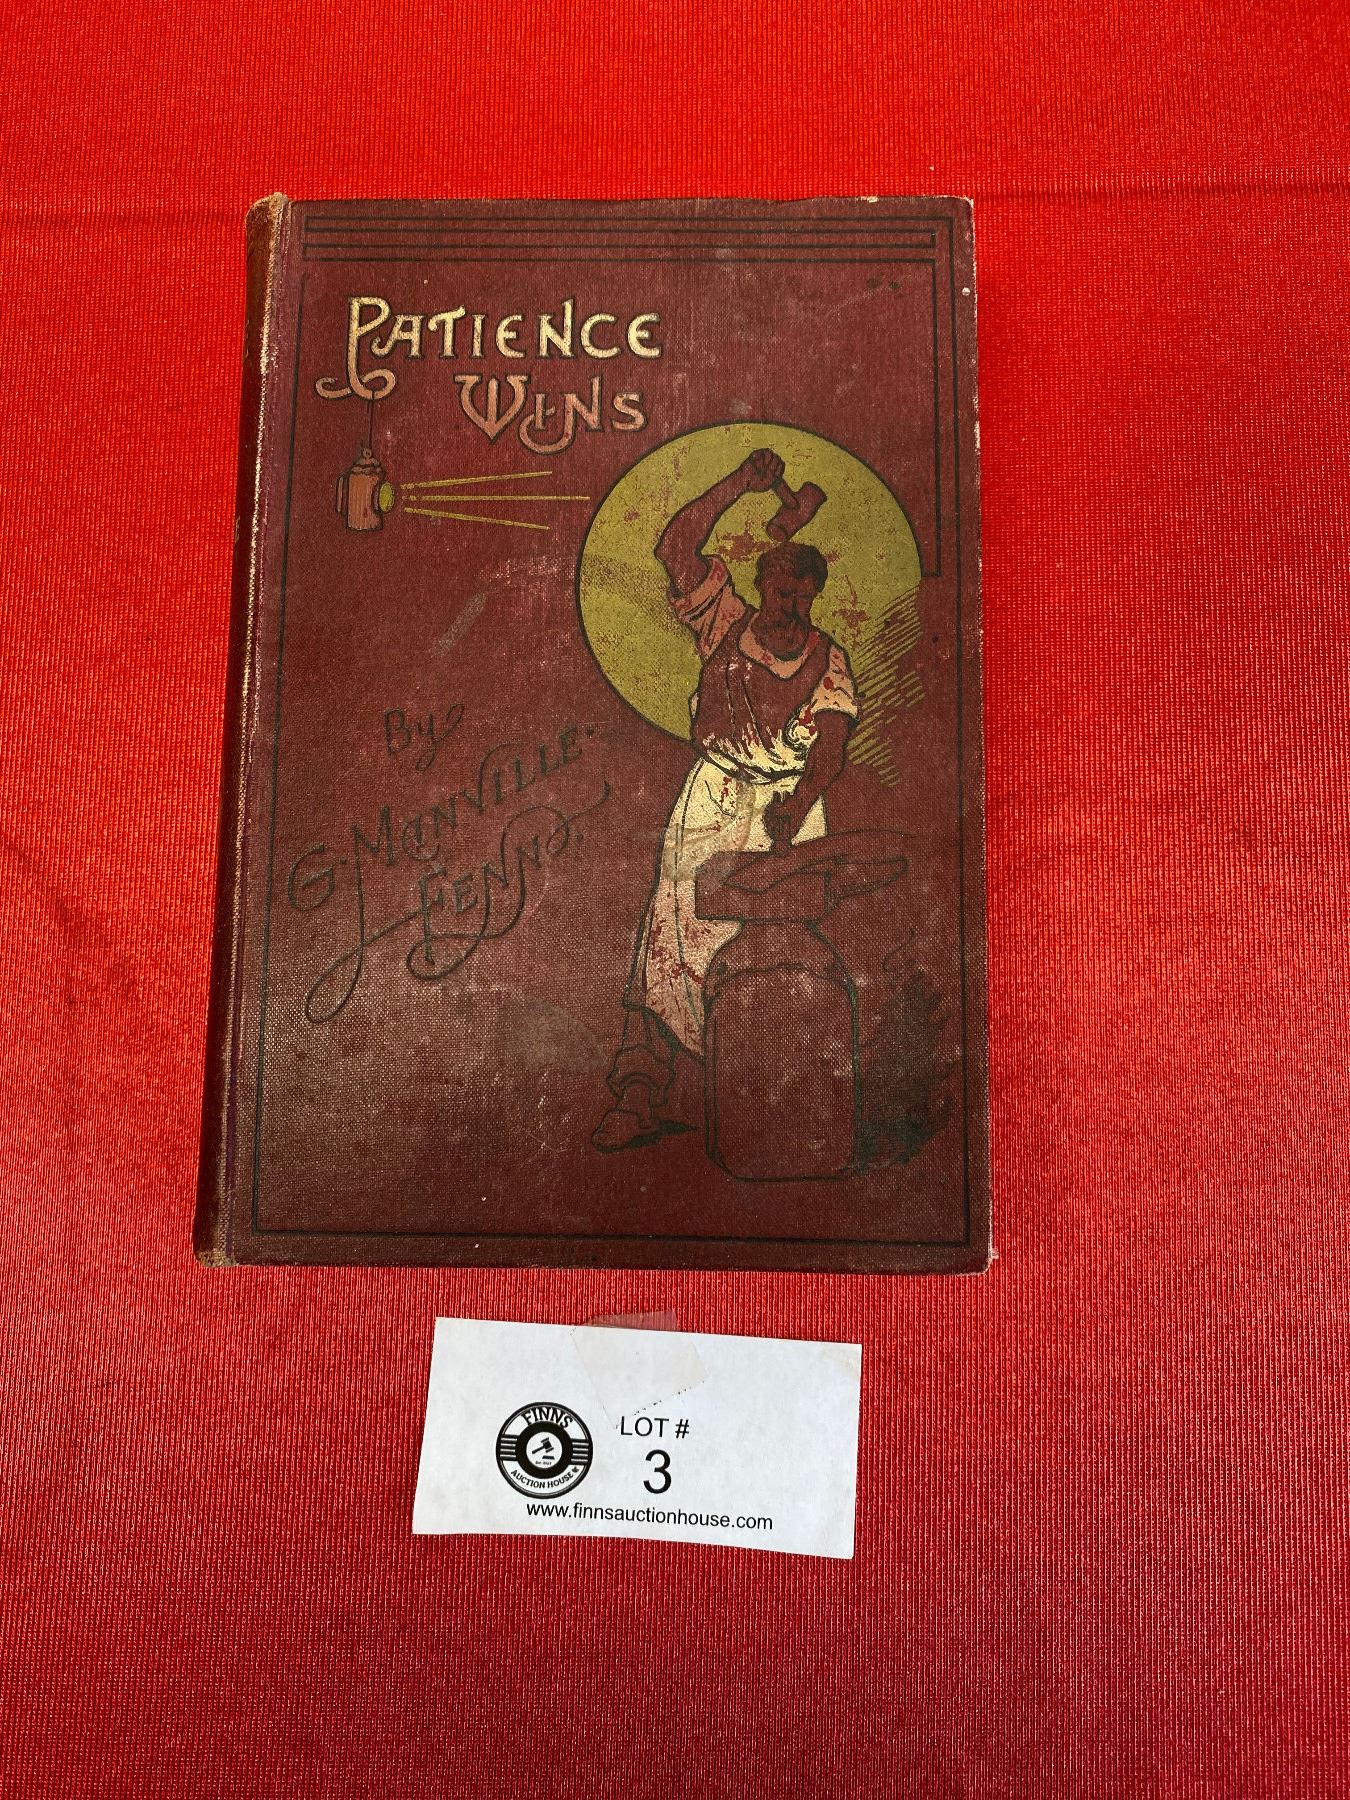 PATIENCE
WINS
By
G. MANVILLE
FENN.
FINNS
AUCTION HOUSE
LOT #
3
www.finnsauctionhouse.com